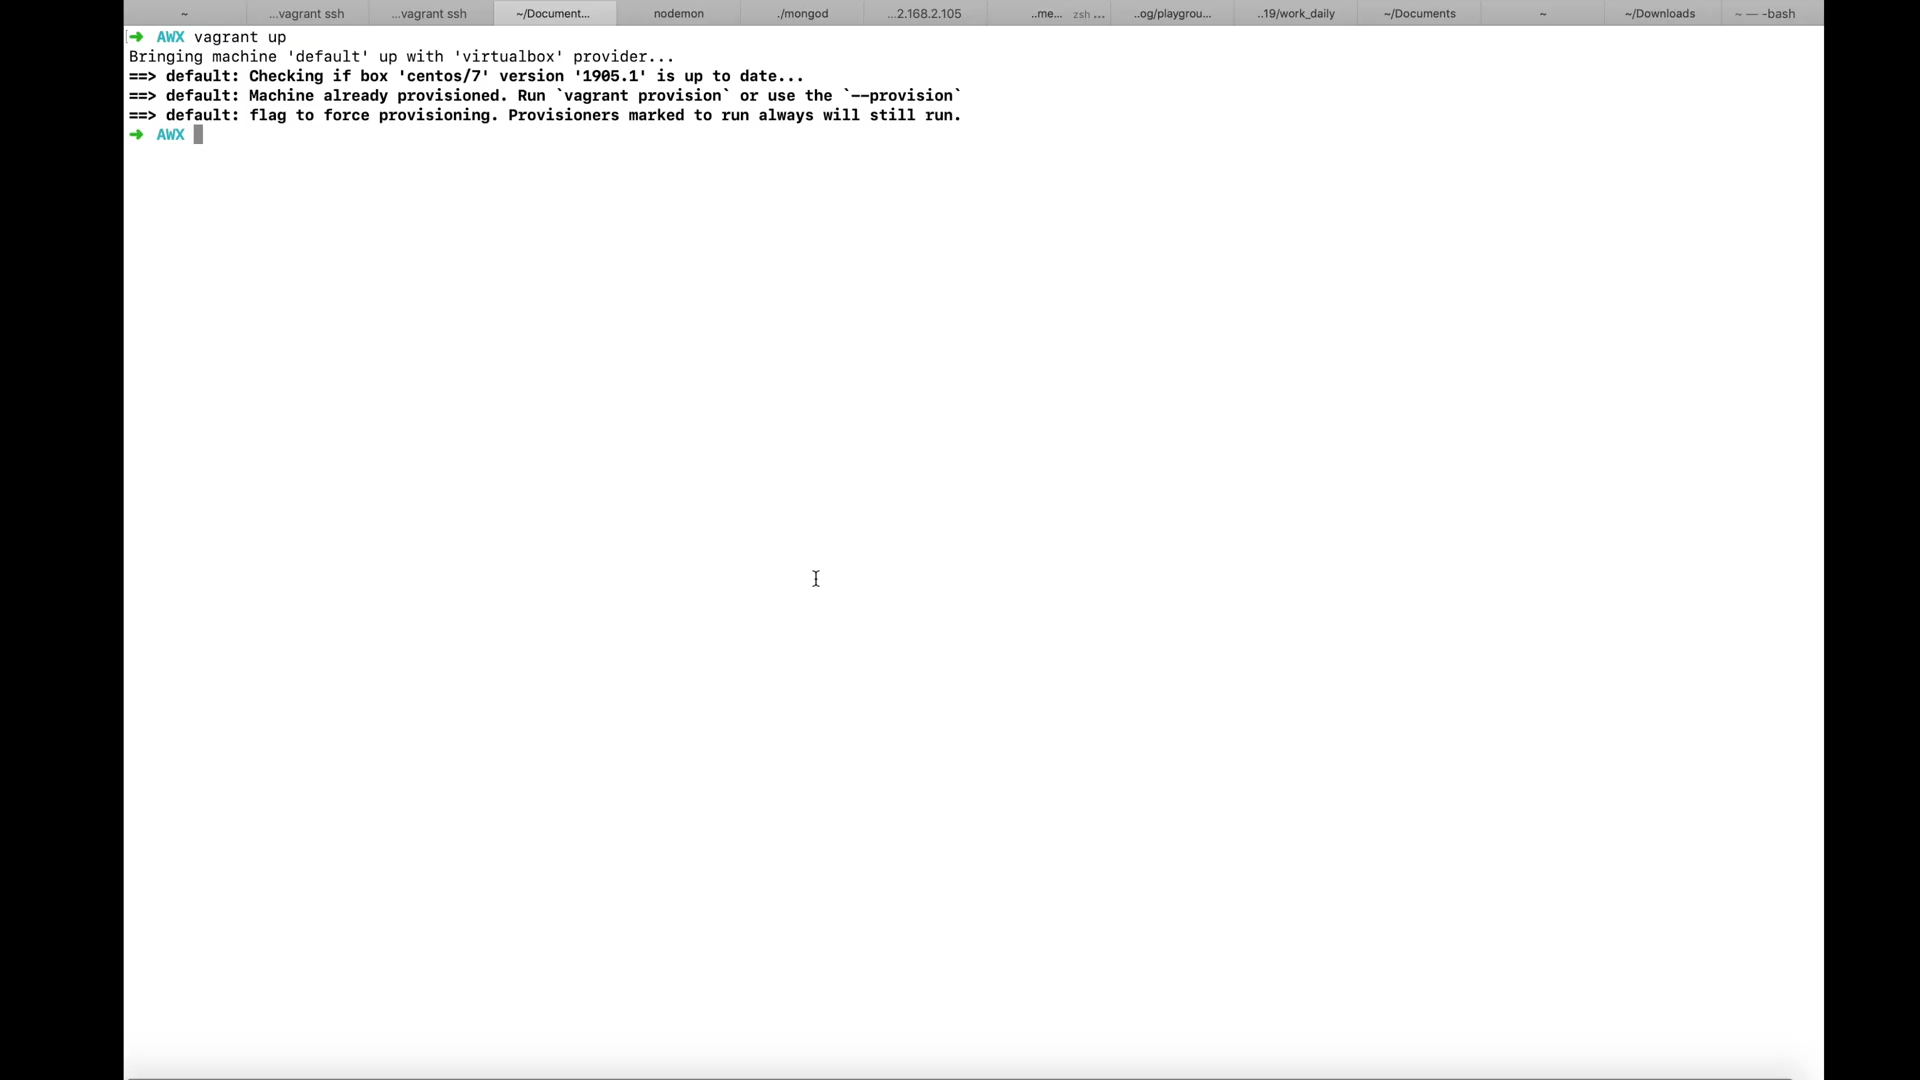 ~ ...vagrant ssh ...vagrant ssh ~/Document... nodemon ./mongod ...2.168.2.105 ..me... zsh ... ..og/playgrou... ..19/work_daily ~/Documents ~ ~/Downloads ~ — -bash
➜ AWX vagrant up
Bringing machine 'default' up with 'virtualbox' provider...
==> default: Checking if box 'centos/7' version '1905.1' is up to date...
==> default: Machine already provisioned. Run `vagrant provision` or use the `--provision`
==> default: flag to force provisioning. Provisioners marked to run always will still run.
➜ AWX